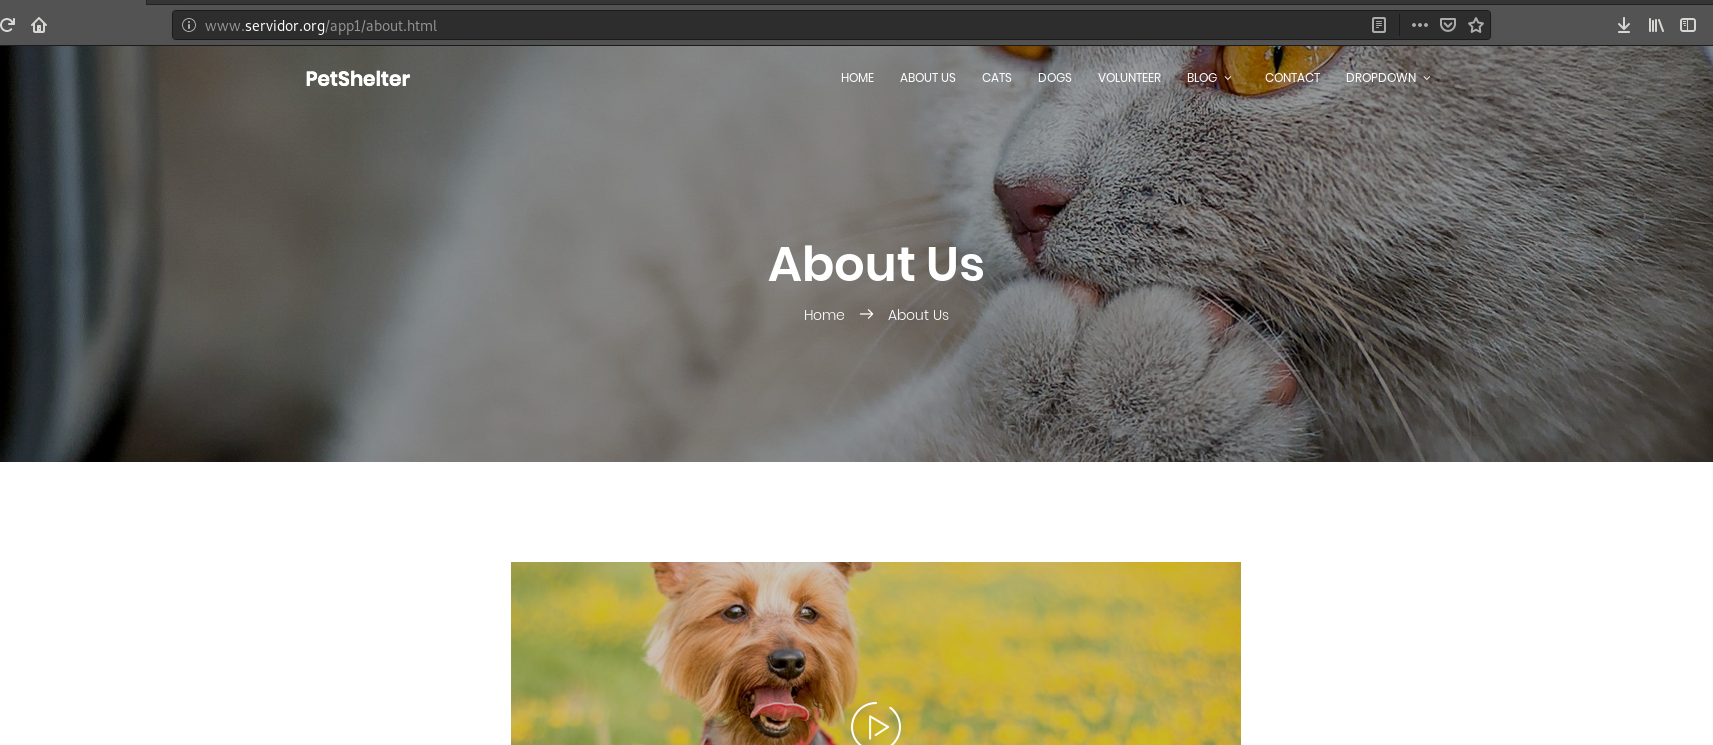 www.servidor.org/app1/about.html
PetShelter
HOME ABOUT US CATS DOGS VOLUNTEER BLOG CONTACT DROPDOWN
About Us
Home → About Us